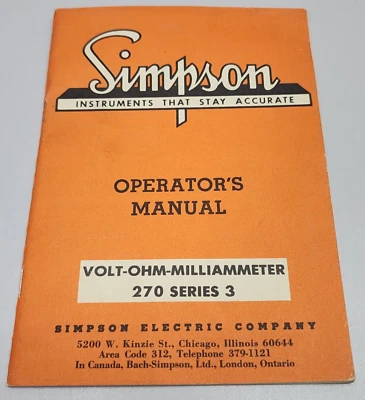 Simpson
INSTRUMENTS THAT STAY ACCURATE
OPERATOR'S
MANUAL
VOLT-OHM-MILLIAMMETER
270 SERIES 3
SIMPSON ELECTRIC COMPANY
5200 W. Kinzie St., Chicago, Illinois 60644
Area Code 312, Telephone 379-1121
In Canada, Bach-Simpson, Ltd., London, Ontario